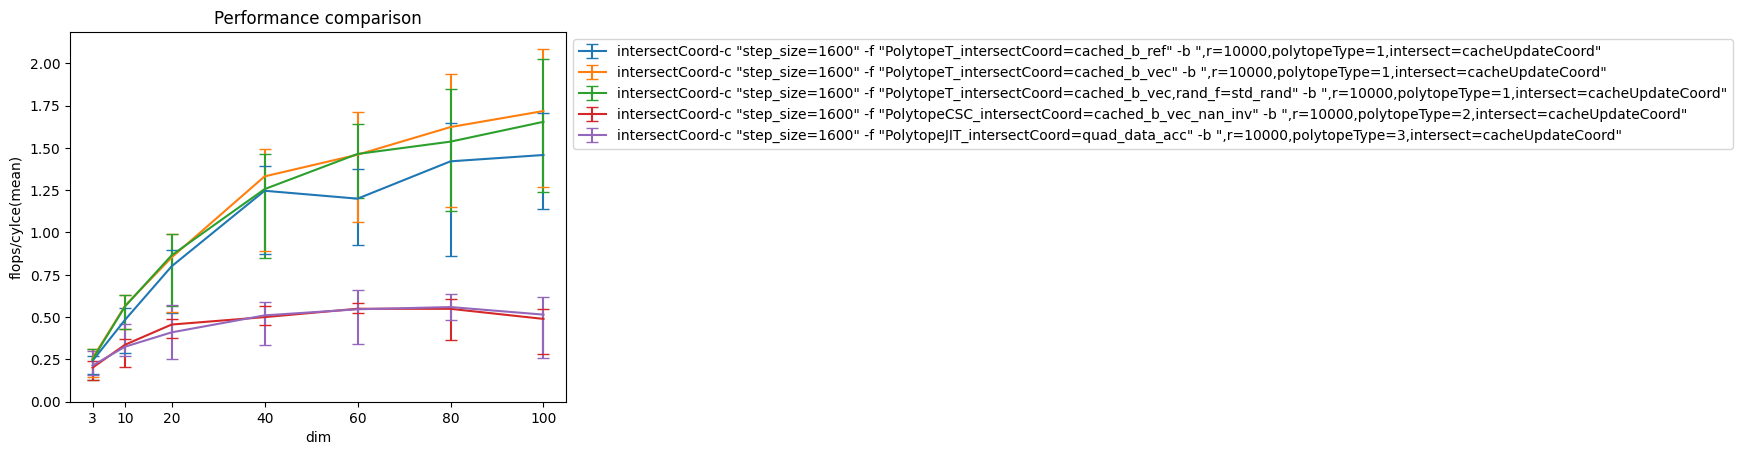 Performance comparison
flops/cylce(mean)
2.00
1.75
1.50
1.25
1.00
0.75
0.50
0.25
0.00
3 10 20 40 60 80 100
dim
intersectCoord-c "step_size=1600" -f "PolytopeT_intersectCoord=cached_b_ref" -b ",r=10000,polytopeType=1,intersect=cacheUpdateCoord"
intersectCoord-c "step_size=1600" -f "PolytopeT_intersectCoord=cached_b_vec" -b ",r=10000,polytopeType=1,intersect=cacheUpdateCoord"
intersectCoord-c "step_size=1600" -f "PolytopeT_intersectCoord=cached_b_vec,rand_f=std_rand" -b ",r=10000,polytopeType=1,intersect=cacheUpdateCoord"
intersectCoord-c "step_size=1600" -f "PolytopeCSC_intersectCoord=cached_b_vec_nan_inv" -b ",r=10000,polytopeType=2,intersect=cacheUpdateCoord"
intersectCoord-c "step_size=1600" -f "PolytopeJIT_intersectCoord=quad_data_acc" -b ",r=10000,polytopeType=3,intersect=cacheUpdateCoord"